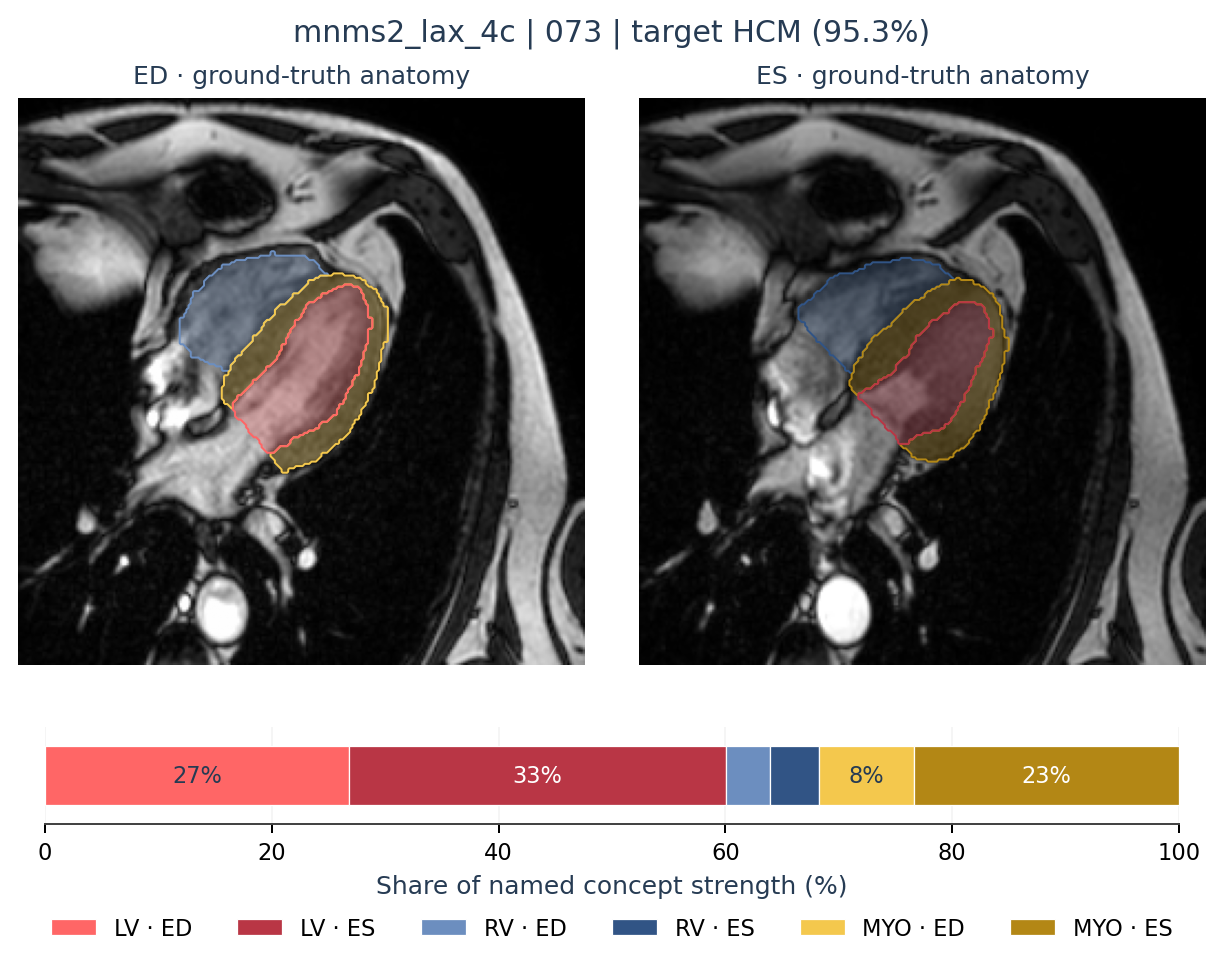 mnms2_lax_4c | 073 | target HCM (95.3%)
ED · ground-truth anatomy
ES · ground-truth anatomy
27%
33%
8%
23%
0
20
40
60
80
100
Share of named concept strength (%)
LV · ED
LV · ES
RV · ED
RV · ES
MYO · ED
MYO · ES